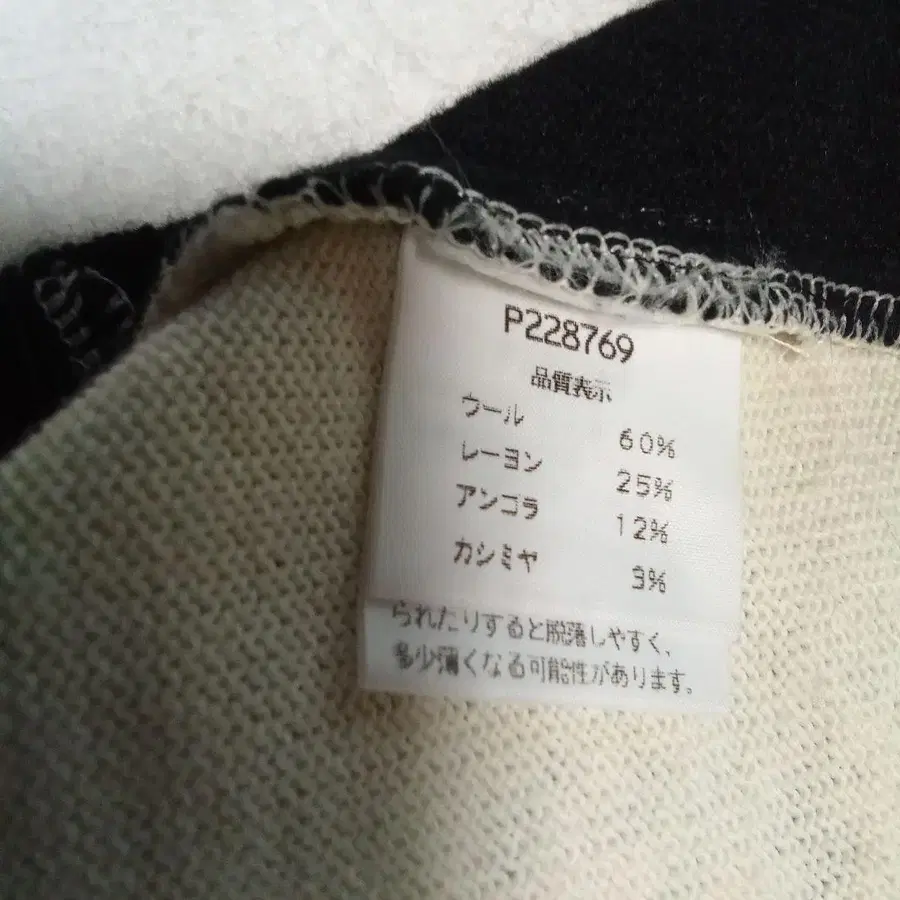 P228769
品質表示
ウール 60%
レーヨン 25%
アンゴラ 12%
カシミヤ 3%
られたりすると脱落しやすく、
多少薄くなる可能性があります。